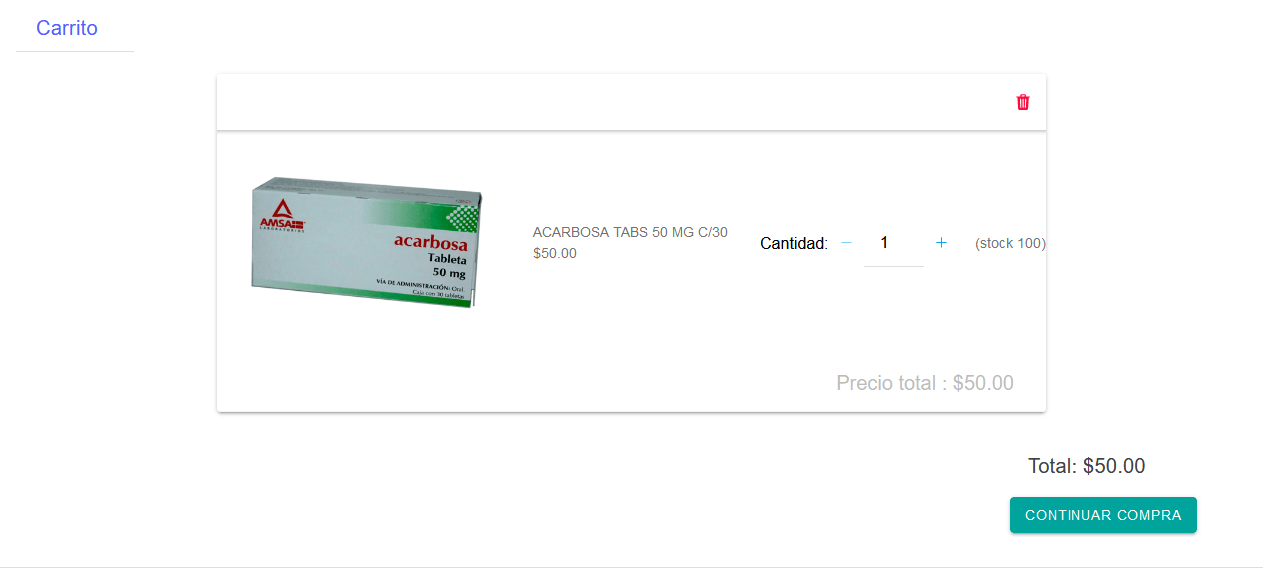 Carrito
AMSA
LABORATORIOS
acarbosa
Tableta
50 mg
VÍA DE ADMINISTRACIÓN: Oral.
Caja con 30 tabletas
ACARBOSA TABS 50 MG C/30
$50.00
Cantidad: − 1 + (stock 100)
Precio total : $50.00
Total: $50.00
CONTINUAR COMPRA